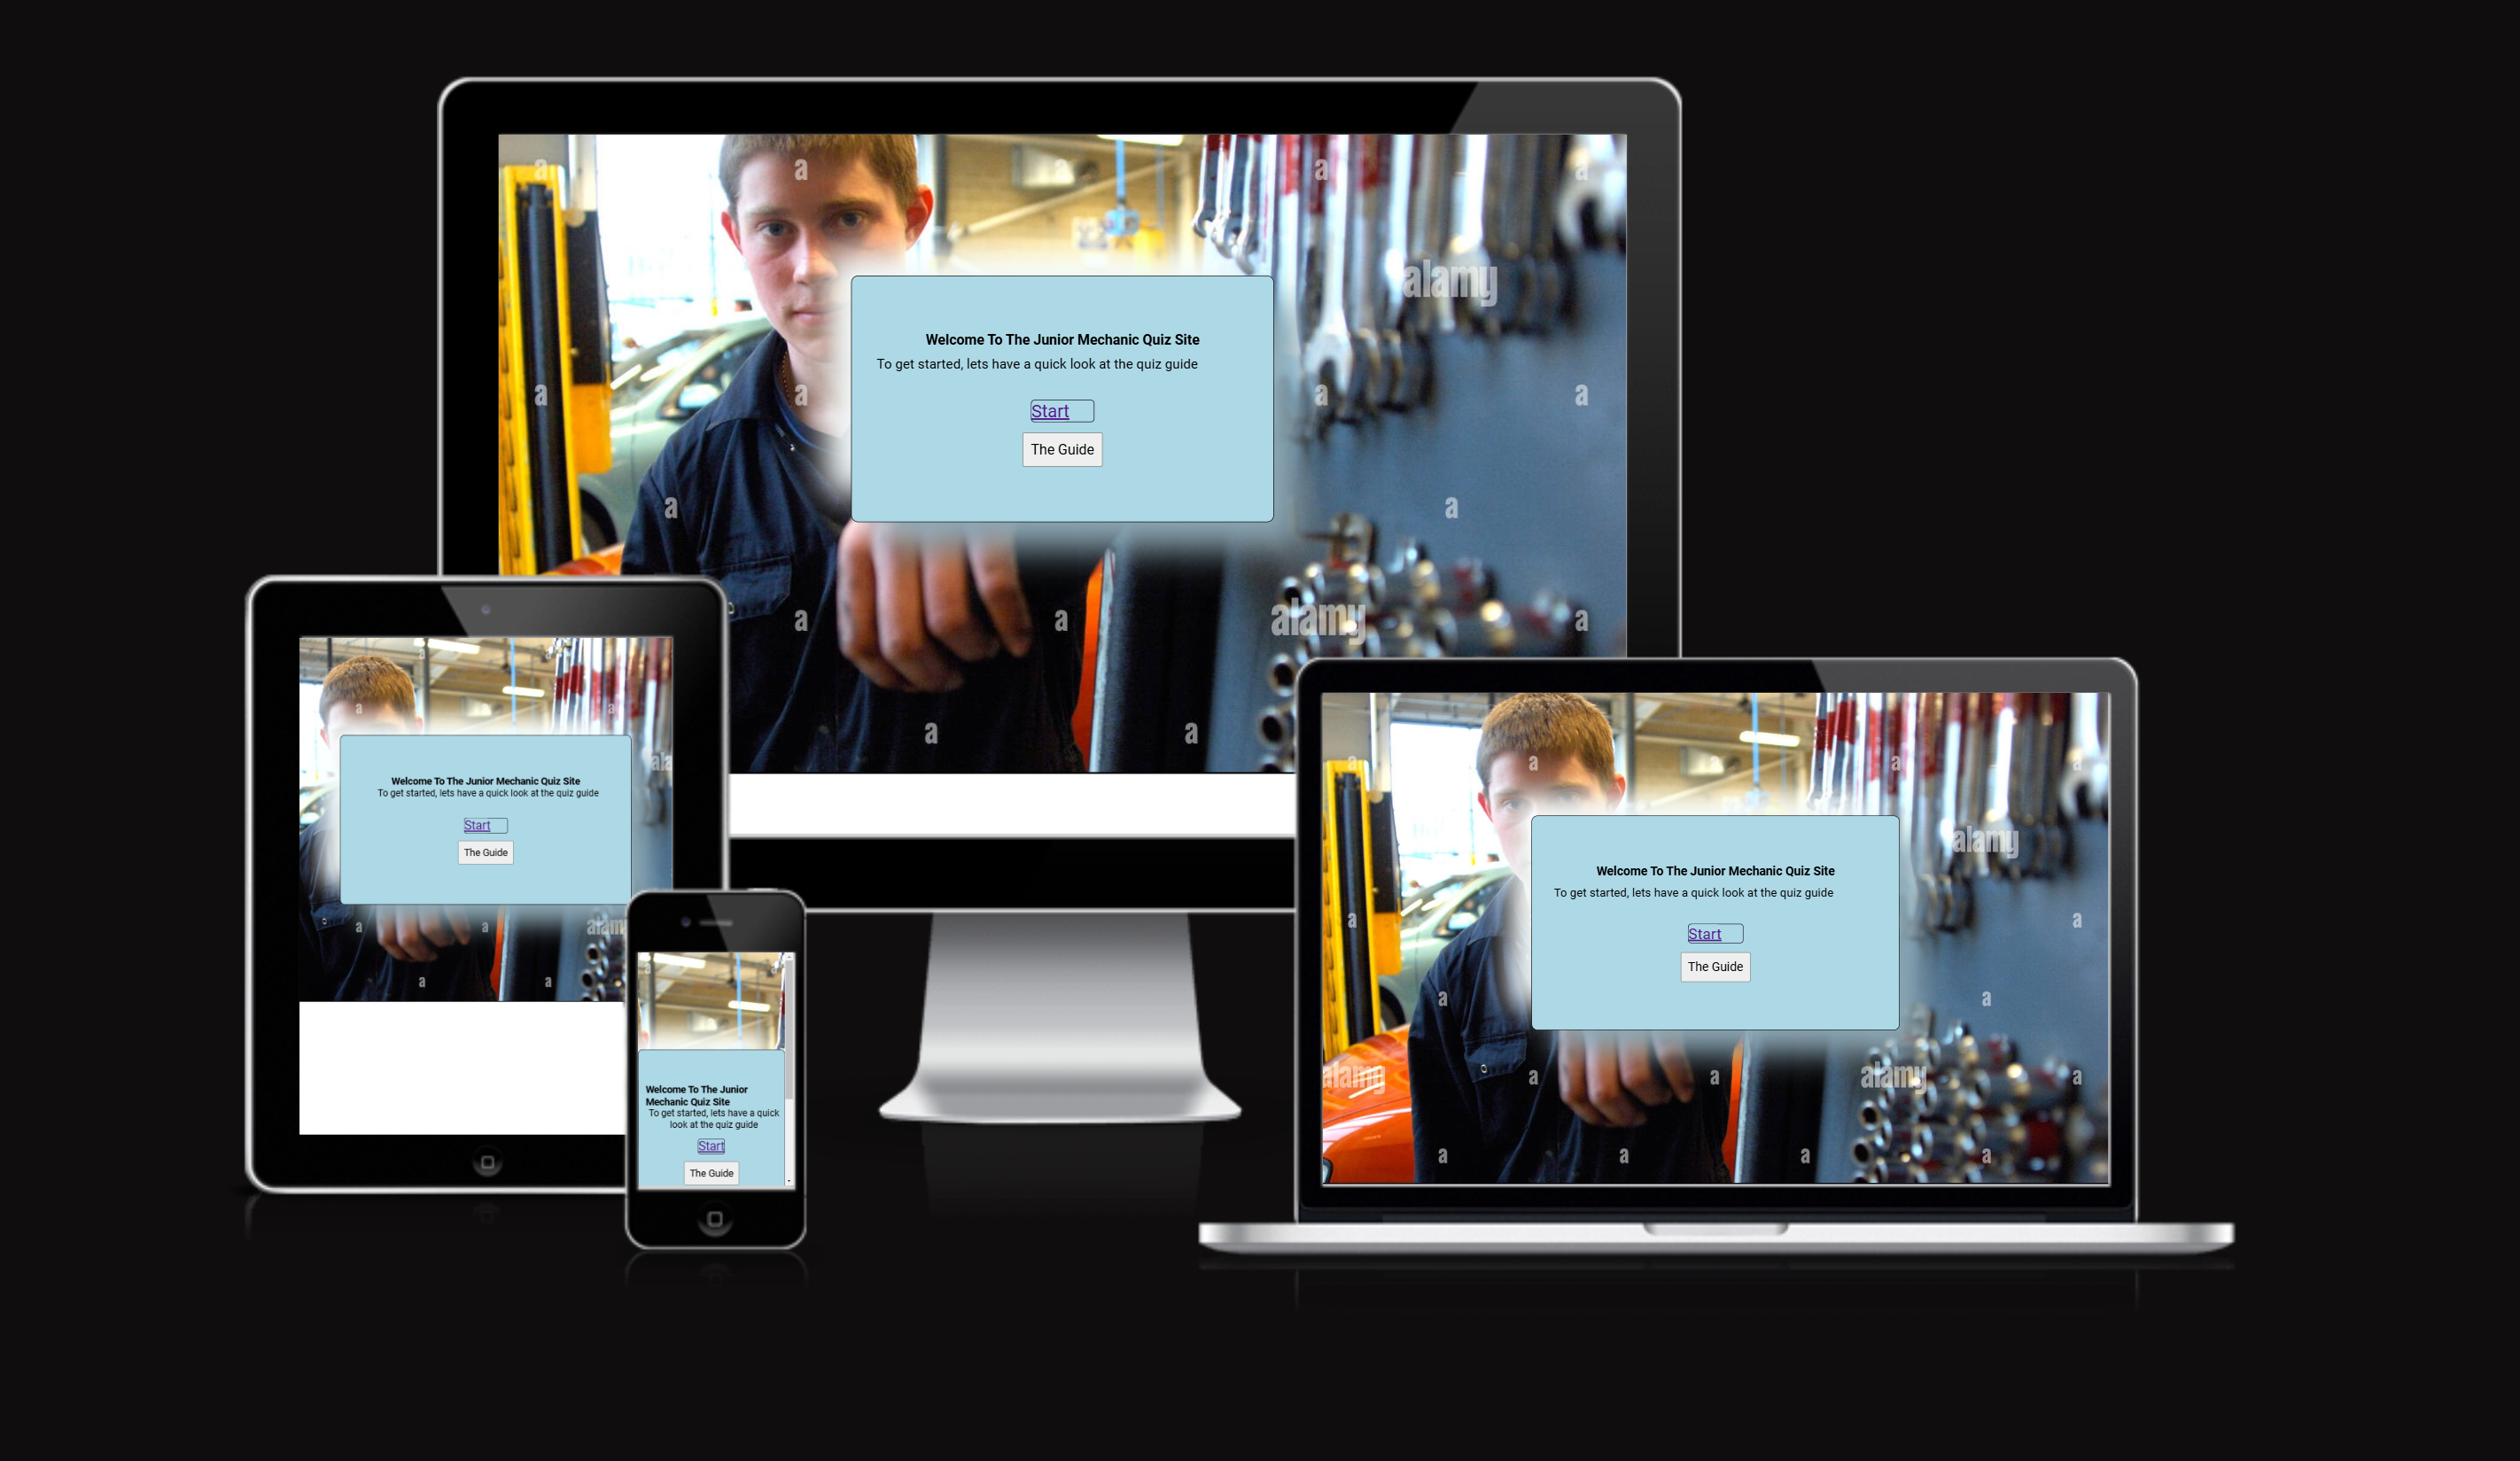 a a a a a
alamy
Welcome To The Junior Mechanic Quiz Site
To get started, lets have a quick look at the quiz guide
a a a a
Start
The Guide
a a
a a alamy a
a a
a
a a
ala
Welcome To The Junior Mechanic Quiz Site
To get started, lets have a quick look at the quiz guide
Start
The Guide
a a alam
a a
a a
Welcome To The Junior
Mechanic Quiz Site
To get started, lets have a quick
look at the quiz guide
Start
The Guide
a a a a a
alamy
Welcome To The Junior Mechanic Quiz Site
To get started, lets have a quick look at the quiz guide
a a
Start
The Guide
a a
alamy a a alamy a
a a a a